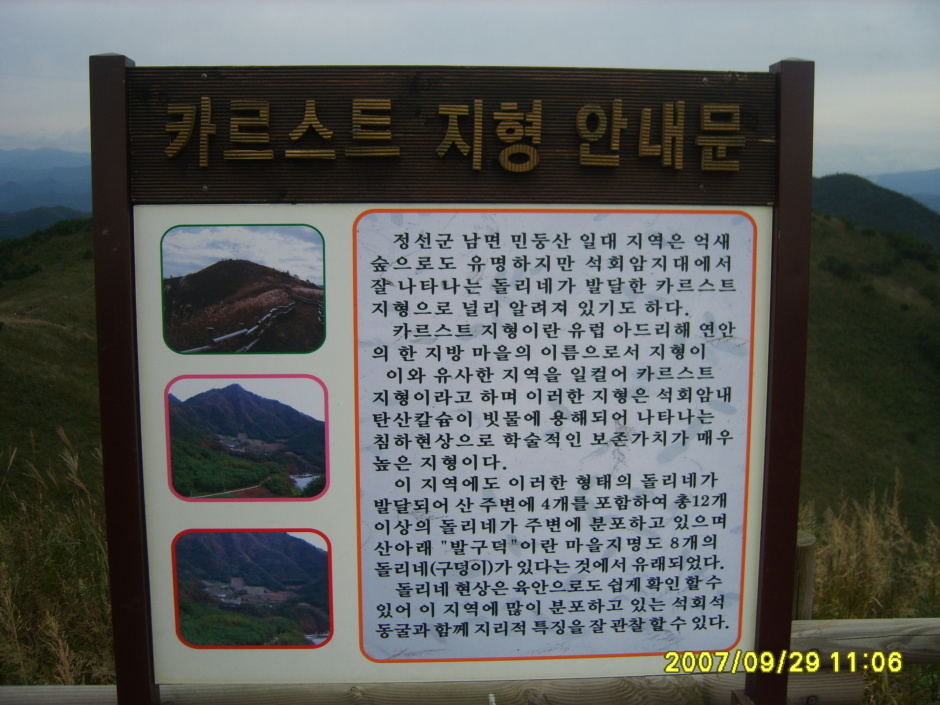 카르스트 지형 안내문
정선군 남면 민둥산 일대 지역은 억새
숲으로도 유명하지만 석회암지대에서
잘 나타나는 돌리네가 발달한 카르스트
지형으로 널리 알려져 있기도 하다.
카르스트 지형이란 유럽 아드리해 연안
의 한 지방 마을의 이름으로서 지형이
이와 유사한 지역을 일컬어 카르스트
지형이라고 하며 이러한 지형은 석회암내
탄산칼슘이 빗물에 용해되어 나타나는
침하현상으로 학술적인 보존가치가 매우
높은 지형이다.
이 지역에도 이러한 형태의 돌리네가
발달되어 산 주변에 4개를 포함하여 총12개
이상의 돌리네가 주변에 분포하고 있으며
산아래 "발구덕"이란 마을지명도 8개의
돌리네(구덩이)가 있다는 것에서 유래되었다.
돌리네 현상은 육안으로도 쉽게 확인 할 수
있어 이 지역에 많이 분포하고 있는 석회석
동굴과 함께 지리적 특징을 잘 관찰할 수 있다.
2007/09/29 11:06